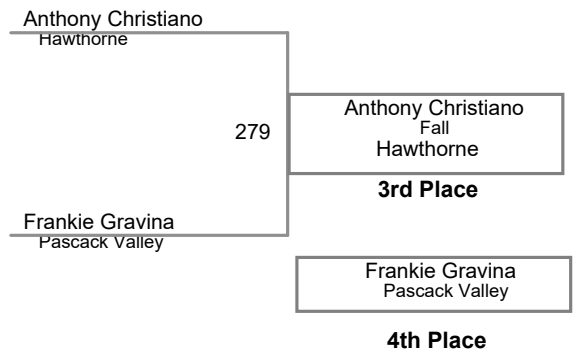 Anthony Christiano
Hawthorne
279
Anthony Christiano
Fall
Hawthorne
3rd Place
Frankie Gravina
Pascack Valley
Frankie Gravina
Pascack Valley
4th Place